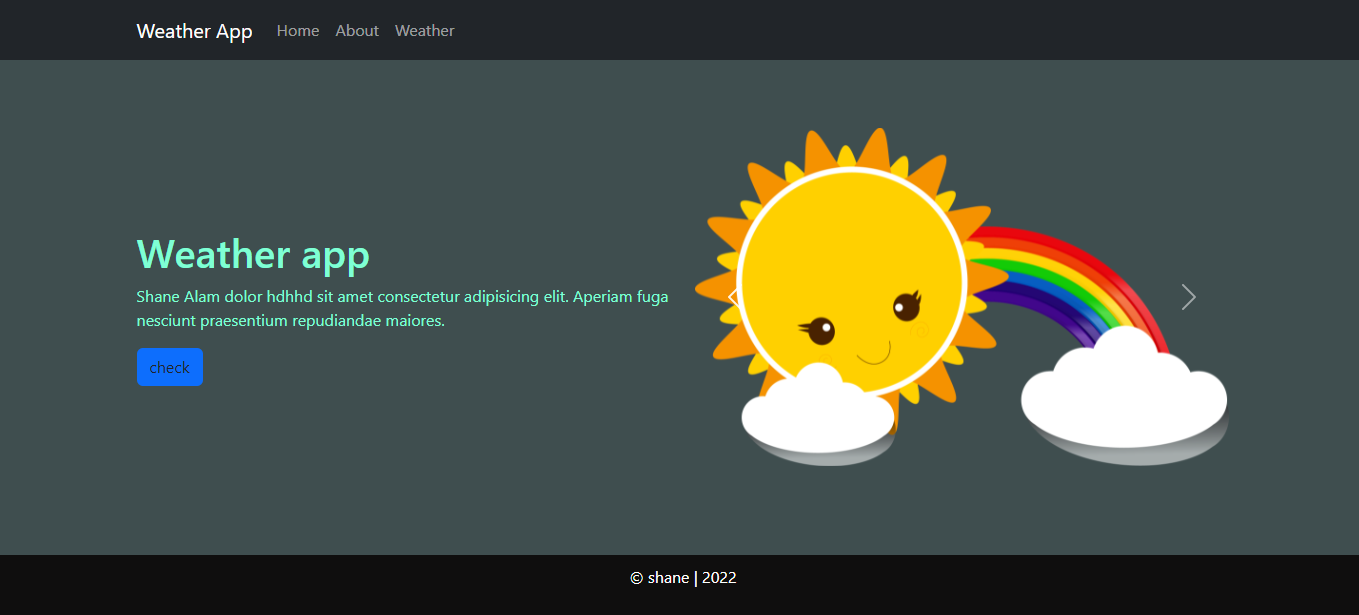 Weather App Home About Weather
Weather app
Shane Alam dolor hdhhd sit amet consectetur adipisicing elit. Aperiam fuga
nesciunt praesentium repudiandae maiores.
check
© shane | 2022